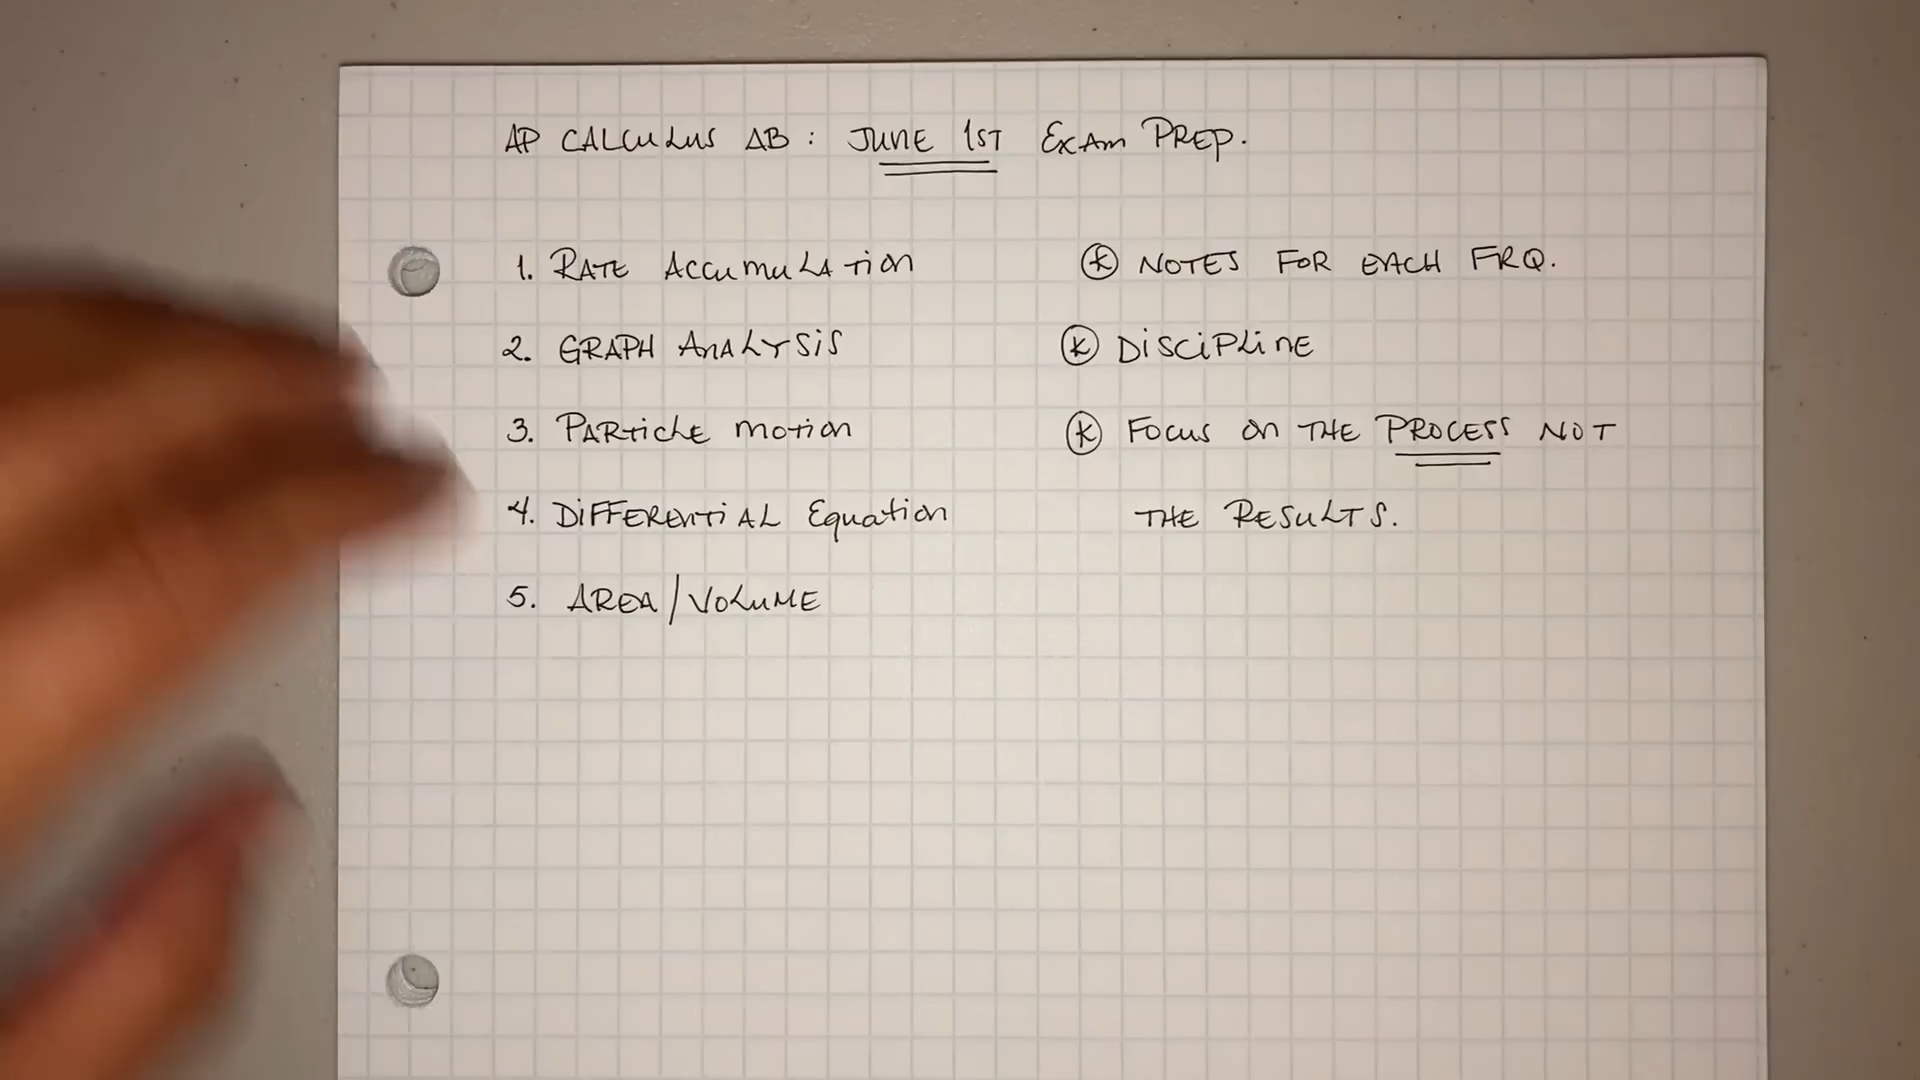 AP CALCULUS AB : JUNE 1ST EXAM PREP.
1. RATE ACCUMULATION
2. GRAPH ANALYSIS
3. PARTICLE MOTION
4. DIFFERENTIAL EQUATION
5. AREA/VOLUME
* NOTES FOR EACH FRQ.
* DISCIPLINE
* FOCUS ON THE PROCESS NOT
THE RESULTS.